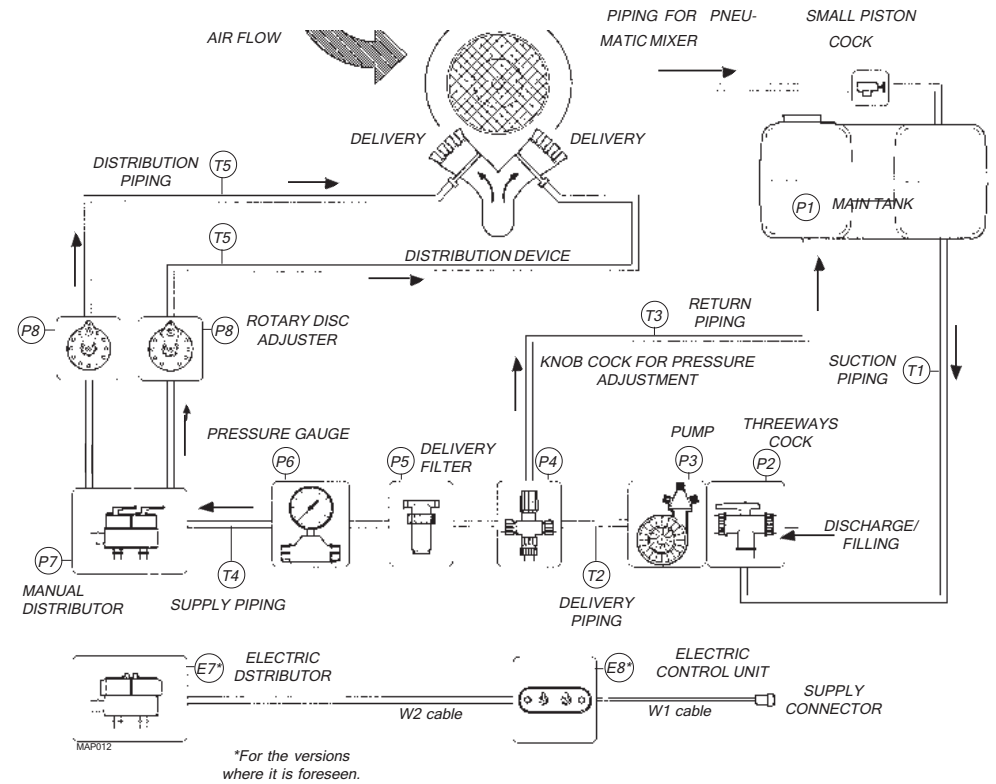 PIPING FOR PNEU-
MATIC MIXER
SMALL PISTON
COCK
AIR FLOW
DELIVERY
DELIVERY
DISTRIBUTION
PIPING
T5
P1
MAIN TANK
T5
DISTRIBUTION DEVICE
P8
P8
ROTARY DISC
ADJUSTER
T3
RETURN
PIPING
KNOB COCK FOR PRESSURE
ADJUSTMENT
SUCTION
PIPING
T1
PRESSURE GAUGE
P6
P5
DELIVERY
FILTER
P4
PUMP
P3
THREEWAYS
COCK
P2
DISCHARGE/
FILLING
P7
MANUAL
DISTRIBUTOR
T4
SUPPLY PIPING
T2
DELIVERY
PIPING
E7*
ELECTRIC
DSTRIBUTOR
E8*
ELECTRIC
CONTROL UNIT
W2 cable
W1 cable
SUPPLY
CONNECTOR
MAP012
*For the versions
where it is foreseen.